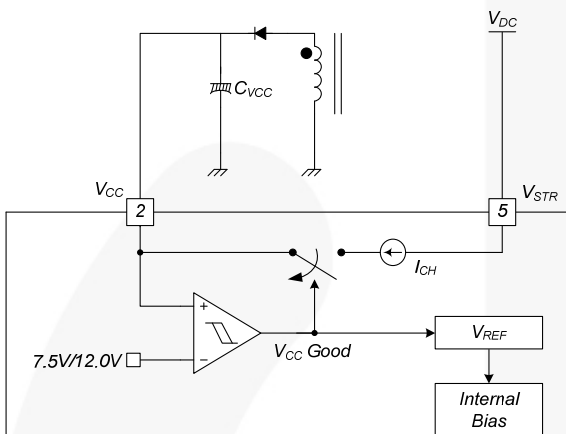 V_DC
C_VCC
V_CC
2
5
V_STR
I_CH
+
−
7.5V/12.0V
V_CC Good
V_REF
Internal
Bias